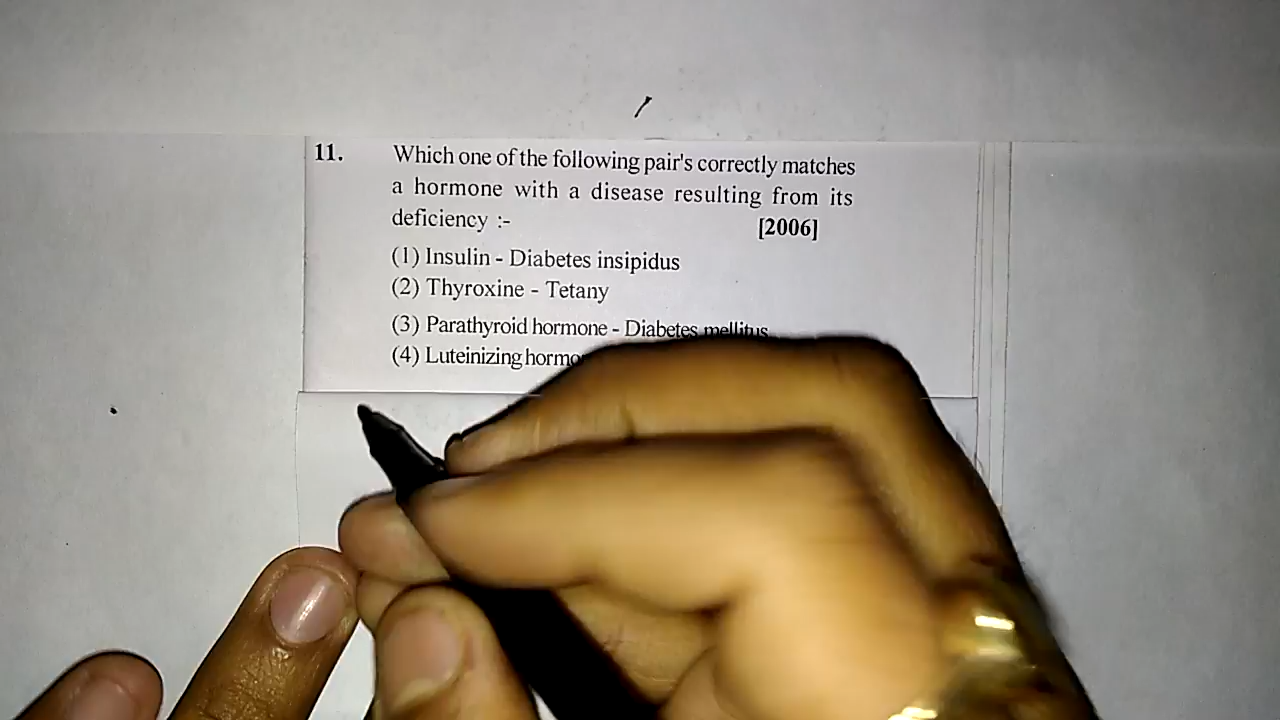 11. Which one of the following pair's correctly matches
a hormone with a disease resulting from its
deficiency :- [2006]
(1) Insulin - Diabetes insipidus
(2) Thyroxine - Tetany
(3) Parathyroid hormone - Diabetes mellitus
(4) Luteinizing